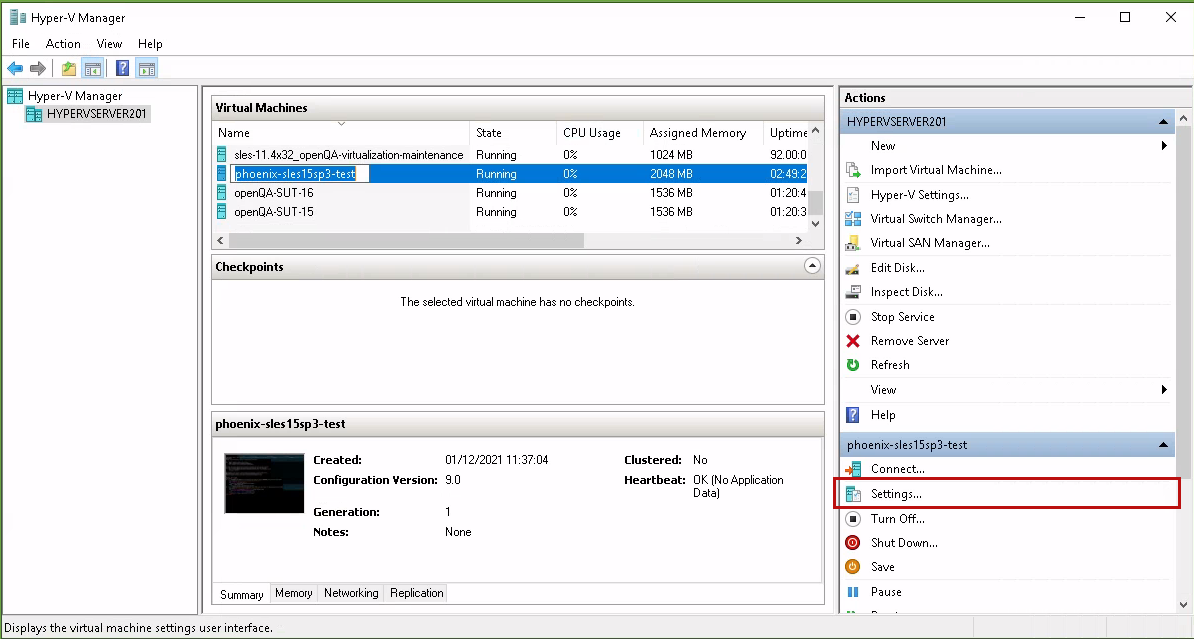 Hyper-V Manager
File Action View Help
Hyper-V Manager
HYPERVSERVER201
Virtual Machines
Name State CPU Usage Assigned Memory Uptime
sles-11.4x32_openQA-virtualization-maintenance Running 0% 1024 MB 92.00:0
phoenix-sles15sp3-test Running 0% 2048 MB 02:49:2
openQA-SUT-16 Running 0% 1536 MB 01:20:4
openQA-SUT-15 Running 0% 1536 MB 01:20:3
Checkpoints
The selected virtual machine has no checkpoints.
phoenix-sles15sp3-test
Created: 01/12/2021 11:37:04 Clustered: No
Configuration Version: 9.0 Heartbeat: OK (No Application
Data)
Generation: 1
Notes: None
Summary Memory Networking Replication
Actions
HYPERVSERVER201
New
Import Virtual Machine...
Hyper-V Settings...
Virtual Switch Manager...
Virtual SAN Manager...
Edit Disk...
Inspect Disk...
Stop Service
Remove Server
Refresh
View
Help
phoenix-sles15sp3-test
Connect...
Settings...
Turn Off...
Shut Down...
Save
Pause
Displays the virtual machine settings user interface.